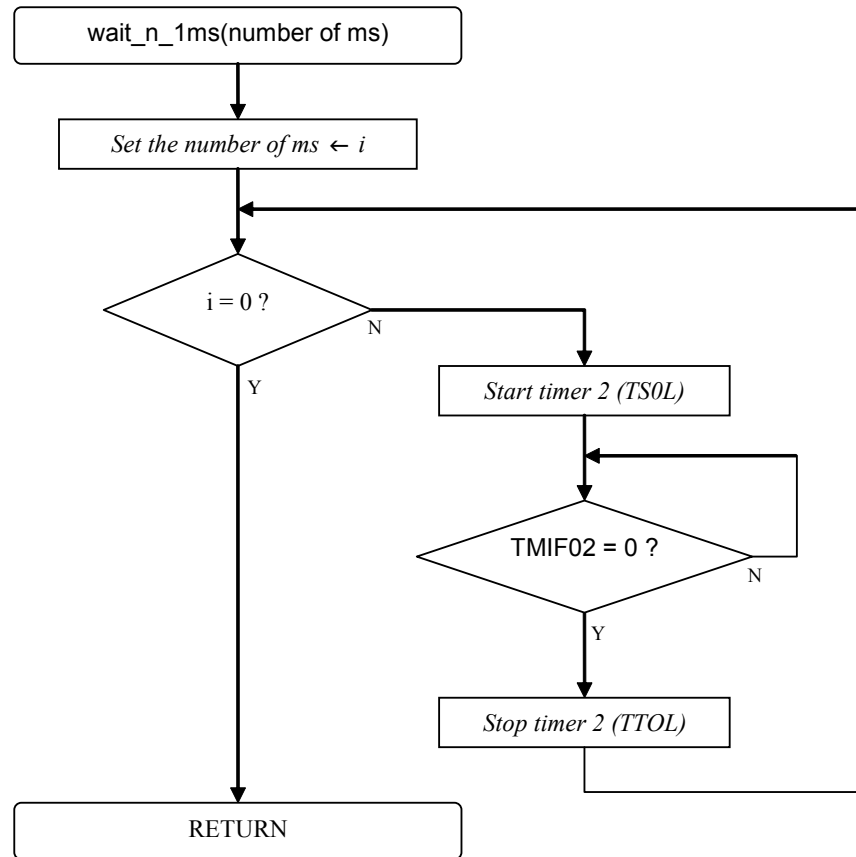 wait_n_1ms(number of ms)
Set the number of ms ← i
i = 0 ?
N
Y
Start timer 2 (TS0L)
TMIF02 = 0 ?
N
Y
Stop timer 2 (TTOL)
RETURN